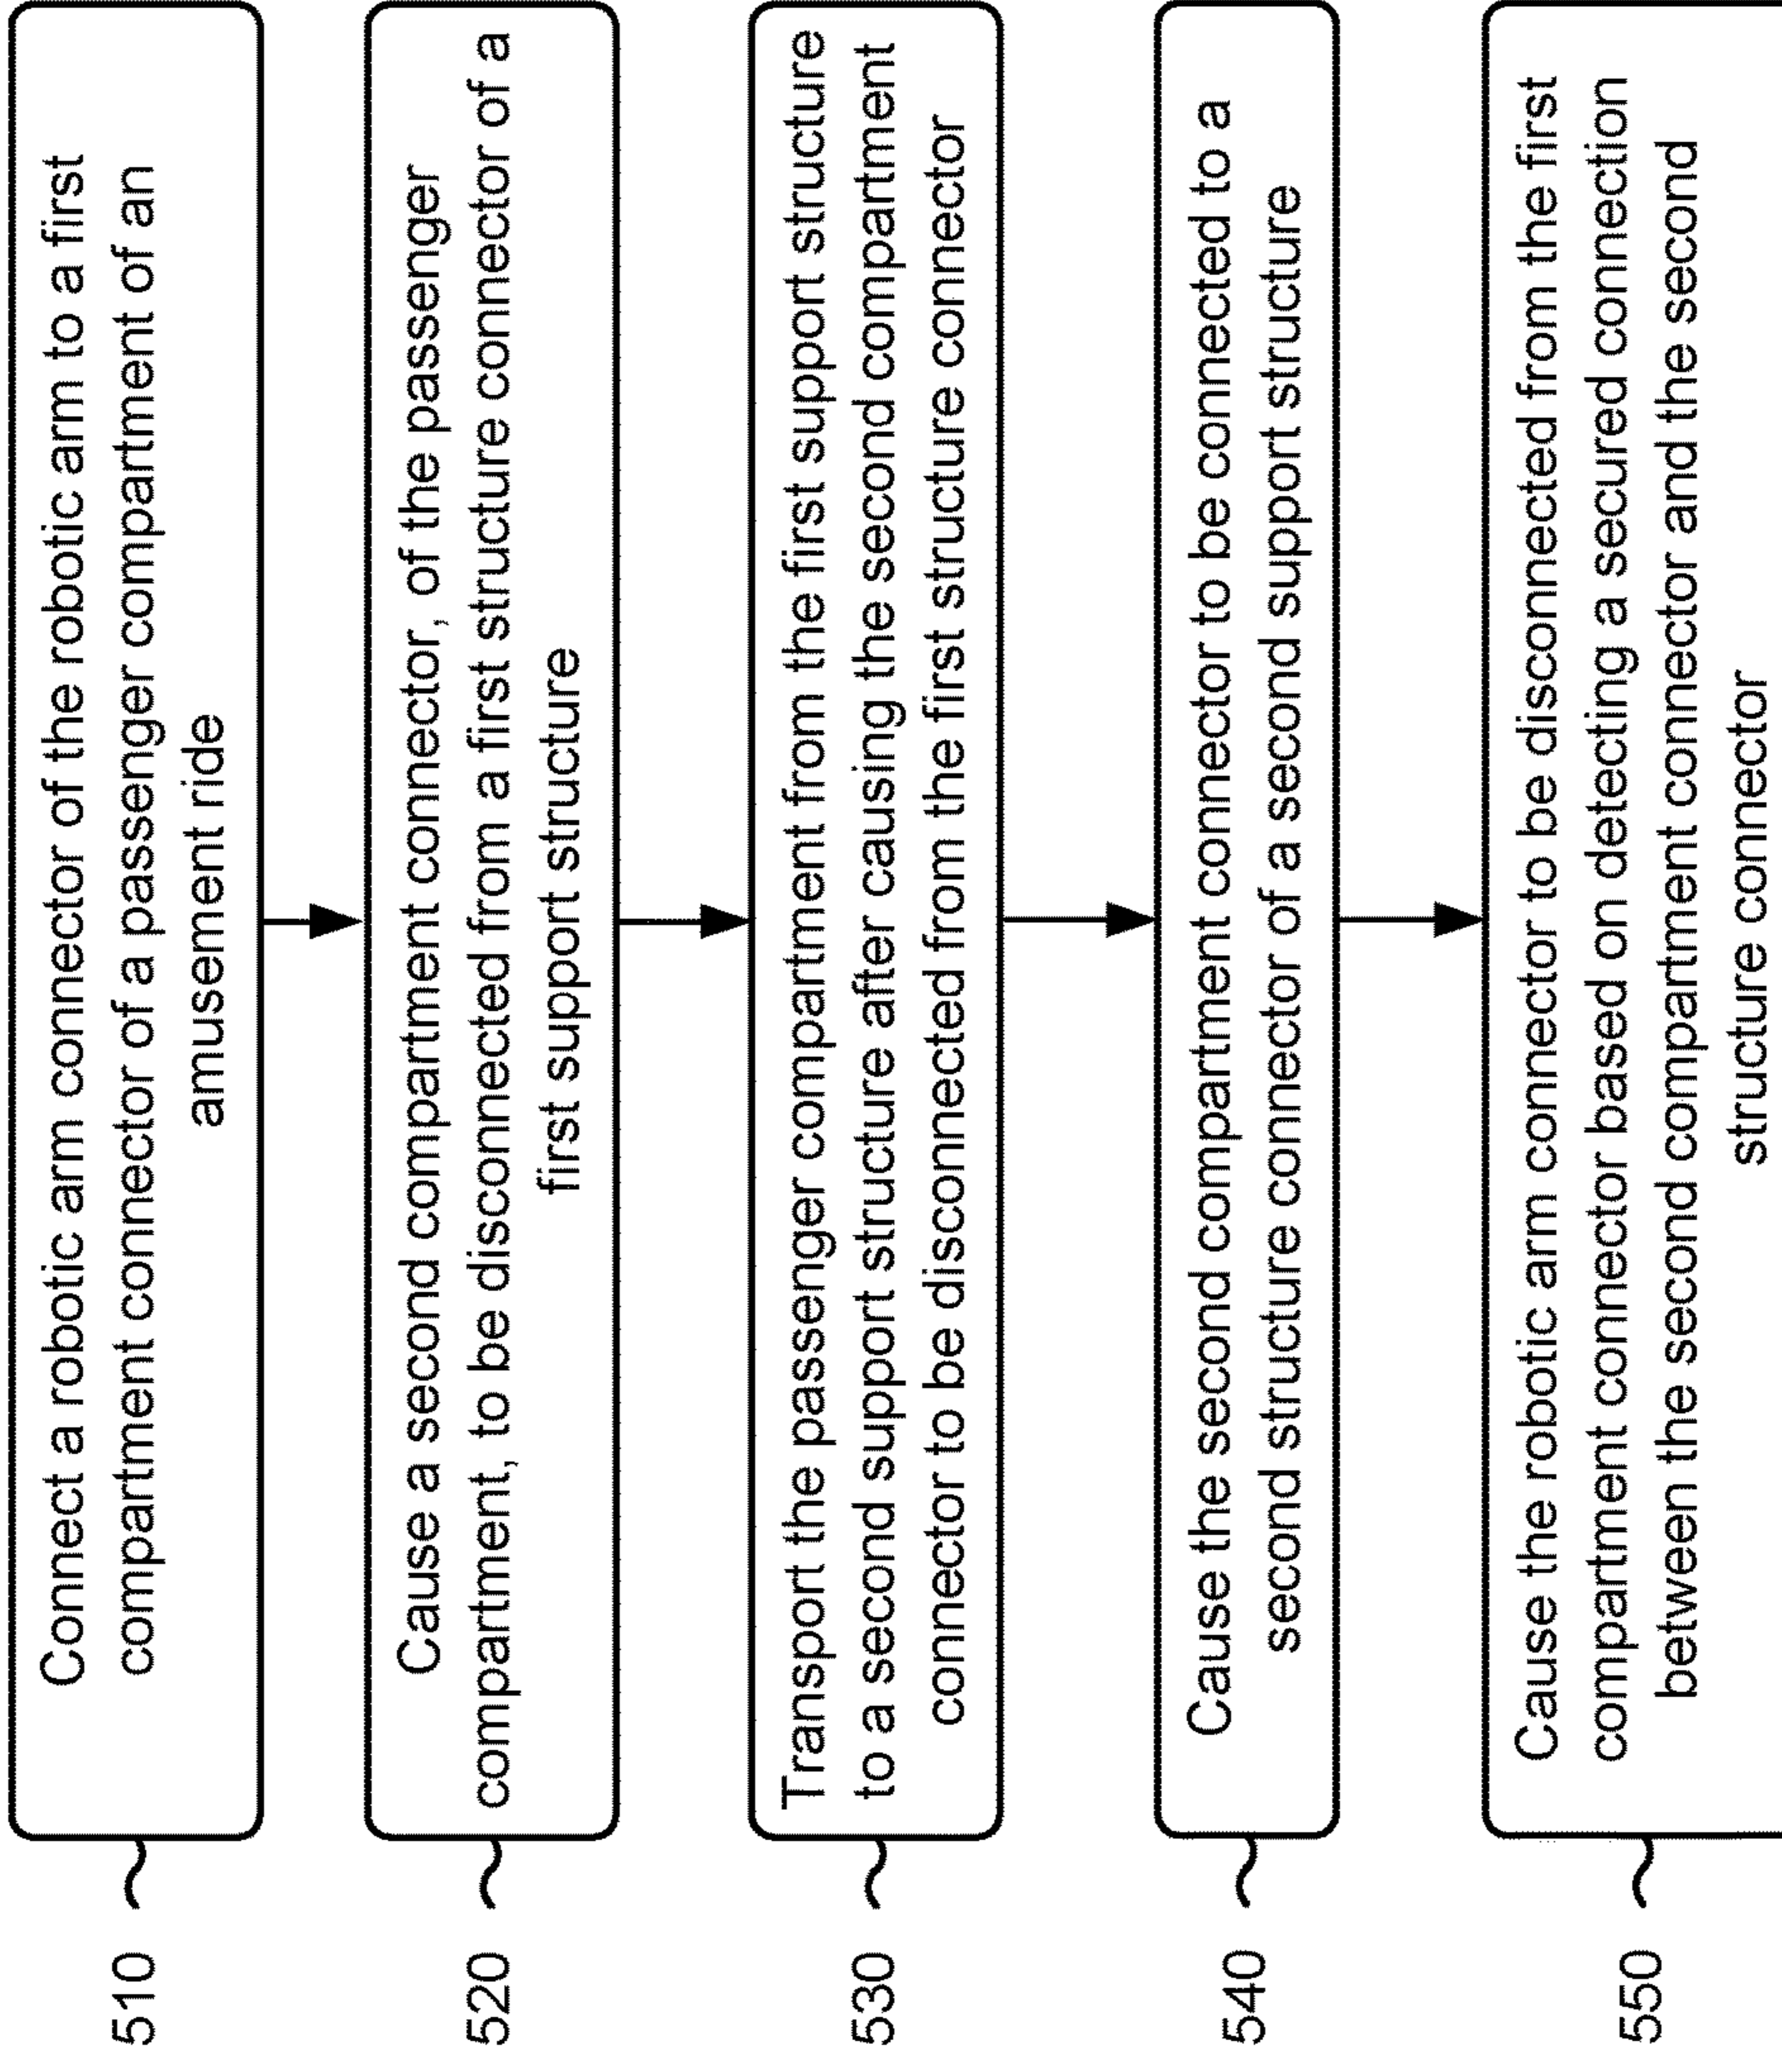 510
Connect a robotic arm connector of the robotic arm to a first
compartment connector of a passenger compartment of an
amusement ride
520
Cause a second compartment connector, of the passenger
compartment, to be disconnected from a first structure connector of a
first support structure
530
Transport the passenger compartment from the first support structure
to a second support structure after causing the second compartment
connector to be disconnected from the first structure connector
540
Cause the second compartment connector to be connected to a
second structure connector of a second support structure
550
Cause the robotic arm connector to be disconnected from the first
compartment connector based on detecting a secured connection
between the second compartment connector and the second
structure connector